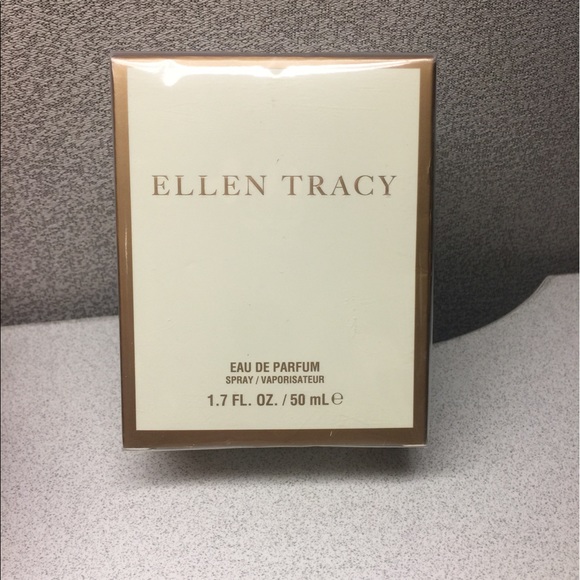 ELLEN TRACY
EAU DE PARFUM
SPRAY / VAPORISATEUR
1.7 FL. OZ. / 50 mL℮